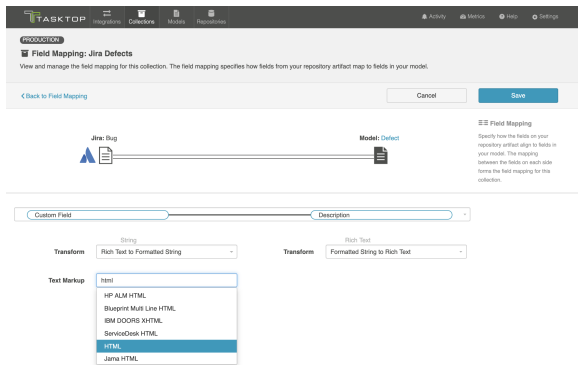 TASKTOP
Integrations
Collections
Models
Repositories
Activity
Metrics
Help
Settings
PRODUCTION
Field Mapping: Jira Defects
View and manage the field mapping for this collection. The field mapping specifies how fields from your repository artifact map to fields in your model.
Back to Field Mapping
Cancel
Save
Field Mapping
Specify how the fields on your
repository artifact align to fields in
your model. The mapping
between the fields on each side
forms the field mapping for this
collection.
Jira: Bug
Model: Defect
Custom Field
Description
String
Rich Text
Transform
Rich Text to Formatted String
Transform
Formatted String to Rich Text
Text Markup
html
HP ALM HTML
Blueprint Multi Line HTML
IBM DOORS XHTML
ServiceDesk HTML
HTML
Jama HTML